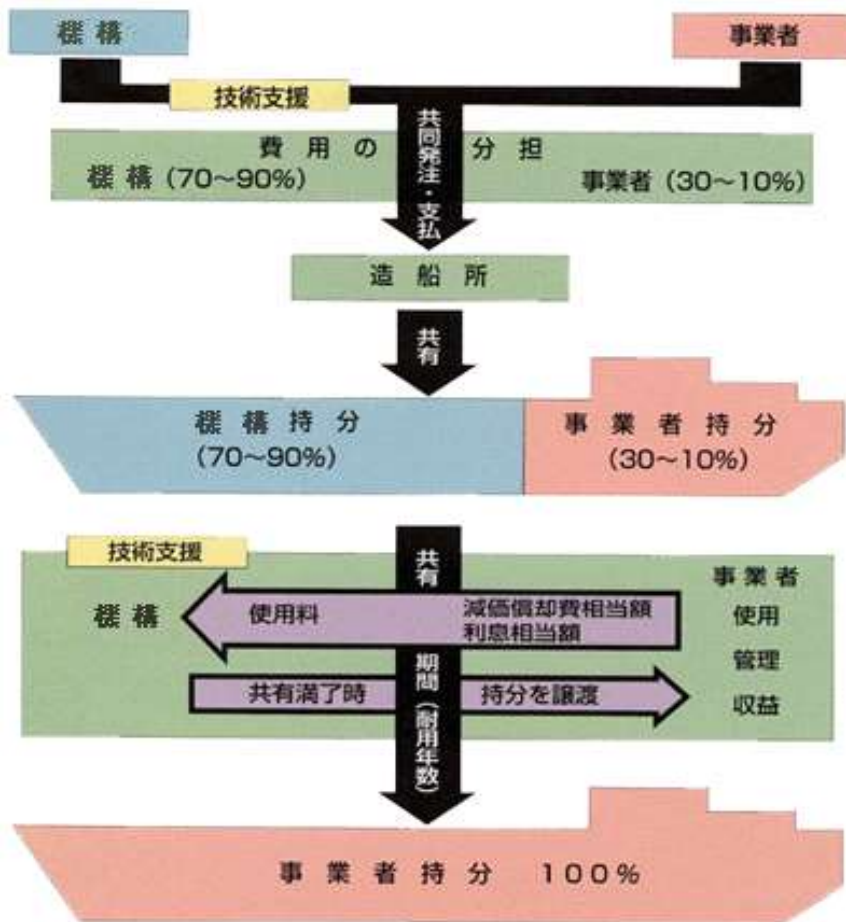 機構
事業者
技術支援
共同発注・支払
費用の分担
機構(70〜90%)
事業者(30〜10%)
造船所
共有
機構持分
(70〜90%)
事業者持分
(30〜10%)
技術支援
共有期間(耐用年数)
機構
使用料
減価償却費相当額
利息相当額
事業者
使用
管理
収益
共有満了時
持分を譲渡
事業者持分 100%